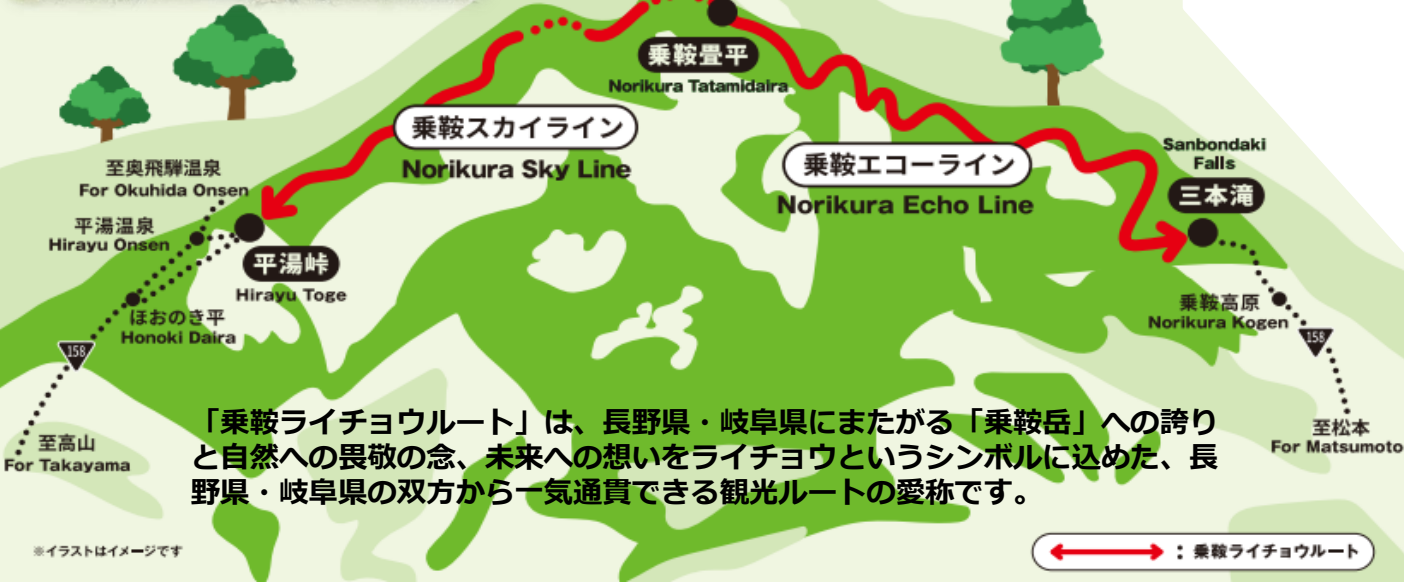 乗鞍畳平
Norikura Tatamidaira
乗鞍スカイライン
Norikura Sky Line
乗鞍エコーライン
Norikura Echo Line
Sanbondaki
Falls
三本滝
至奥飛騨温泉
For Okuhida Onsen
平湯温泉
Hirayu Onsen
平湯峠
Hirayu Toge
ほおのき平
Honoki Daira
158
至高山
For Takayama
乗鞍高原
Norikura Kogen
158
至松本
For Matsumoto
「乗鞍ライチョウルート」は、長野県・岐阜県にまたがる「乗鞍岳」への誇り
と自然への畏敬の念、未来への想いをライチョウというシンボルに込めた、長
野県・岐阜県の双方から一気通貫できる観光ルートの愛称です。
※イラストはイメージです
：乗鞍ライチョウルート